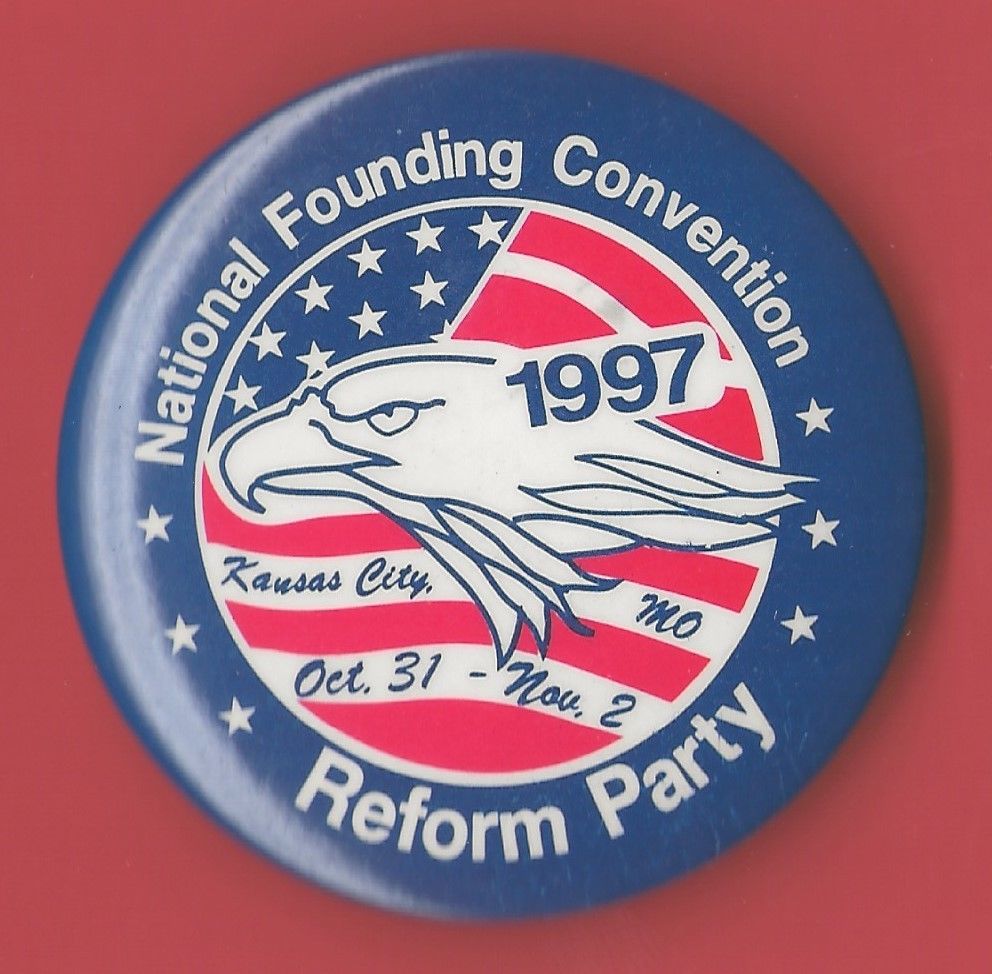 National Founding Convention
1997
Kansas City, MO
Oct. 31 - Nov. 2
Reform Party